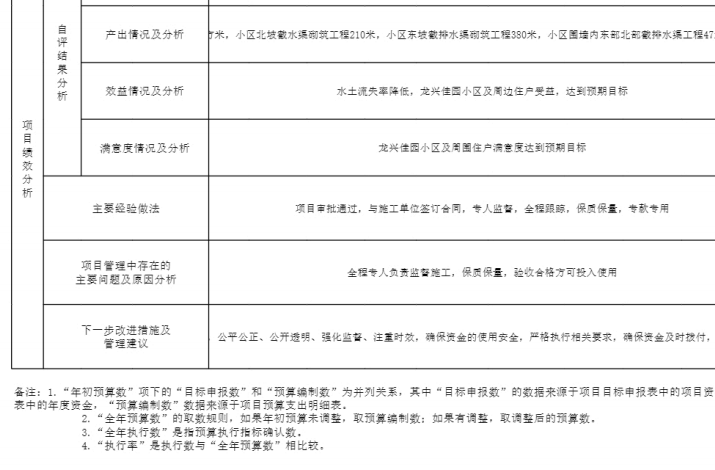 项目绩效分析
自评结果分析
产出情况及分析
米，小区北坡截水渠砌筑工程210米，小区东坡截排水渠砌筑工程380米，小区围墙内东部北部截排水渠工程47
效益情况及分析
水土流失率降低，龙兴佳园小区及周边住户受益，达到预期目标
满意度情况及分析
龙兴佳园小区及周围住户满意度达到预期目标
主要经验做法
项目审批通过，与施工单位签订合同，专人监督，全程跟踪，保质保量，专款专用
项目管理中存在的
主要问题及原因分析
全程专人负责监督施工，保质保量，验收合格方可投入使用
下一步改进措施及
管理建议
公平公正、公开透明、强化监督、注重时效，确保资金的使用安全，严格执行相关要求，确保资金及时拨付，
备注：1.“年初预算数”项下的“目标申报数”和“预算编制数”为并列关系，其中“目标申报数”的数据来源于项目目标申报表中的项目资
表中的年度资金，“预算编制数”数据来源于项目预算支出明细表。
2.“全年预算数”的取数规则，如果年初预算未调整，取预算编制数；如果有调整，取调整后的预算数。
3.“全年执行数”是指预算执行指标确认数。
4.“执行率”是执行数与“全年预算数”相比较。